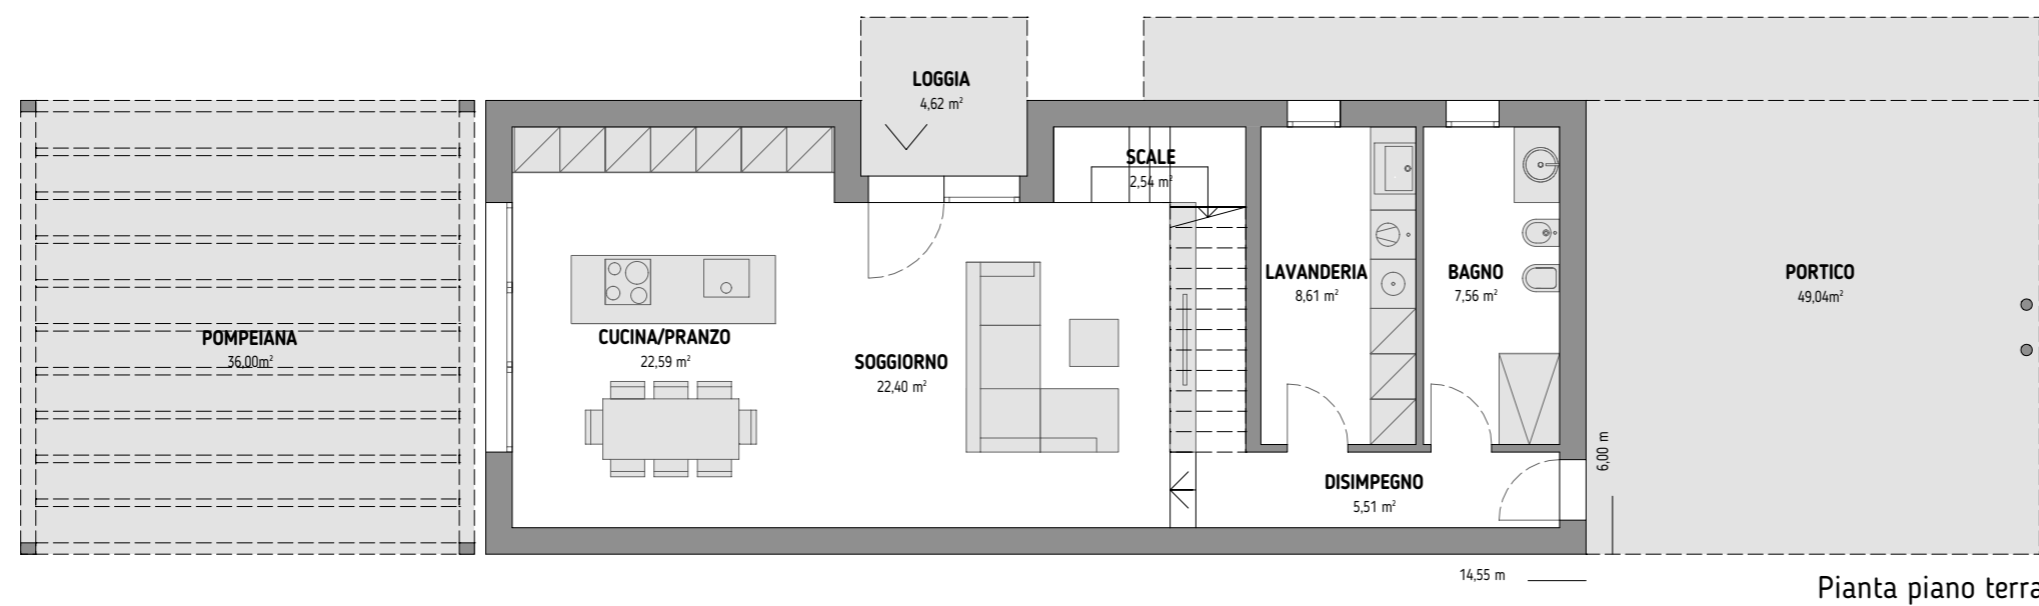 LOGGIA
4,62 m²
SCALE
2,54 m²
LAVANDERIA
8,61 m²
BAGNO
7,56 m²
PORTICO
49,04m²
POMPEIANA
36,00m²
CUCINA/PRANZO
22,59 m²
SOGGIORNO
22,40 m²
DISIMPEGNO
5,51 m²
6,00 m
14,55 m
Pianta piano terra